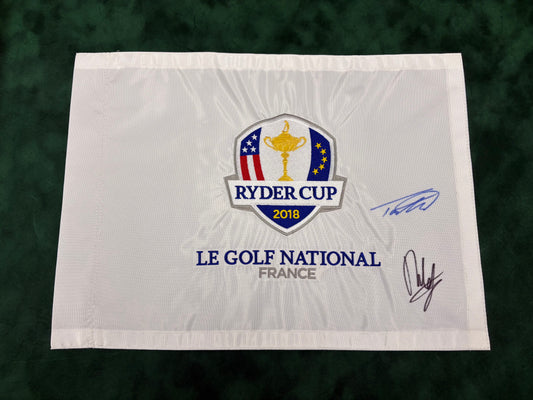 RYDER CUP
2018
LE GOLF NATIONAL
FRANCE